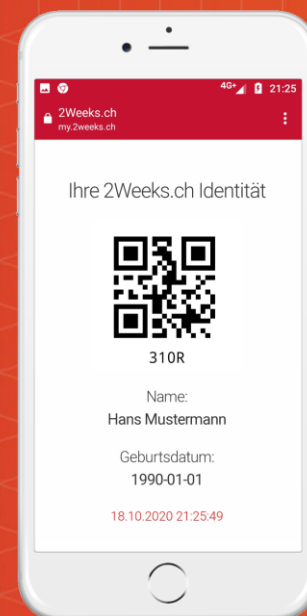 4G+ 21:25
2Weeks.ch
my.2weeks.ch
Ihre 2Weeks.ch Identität
310R
Name:
Hans Mustermann
Geburtsdatum:
1990-01-01
18.10.2020 21:25:49